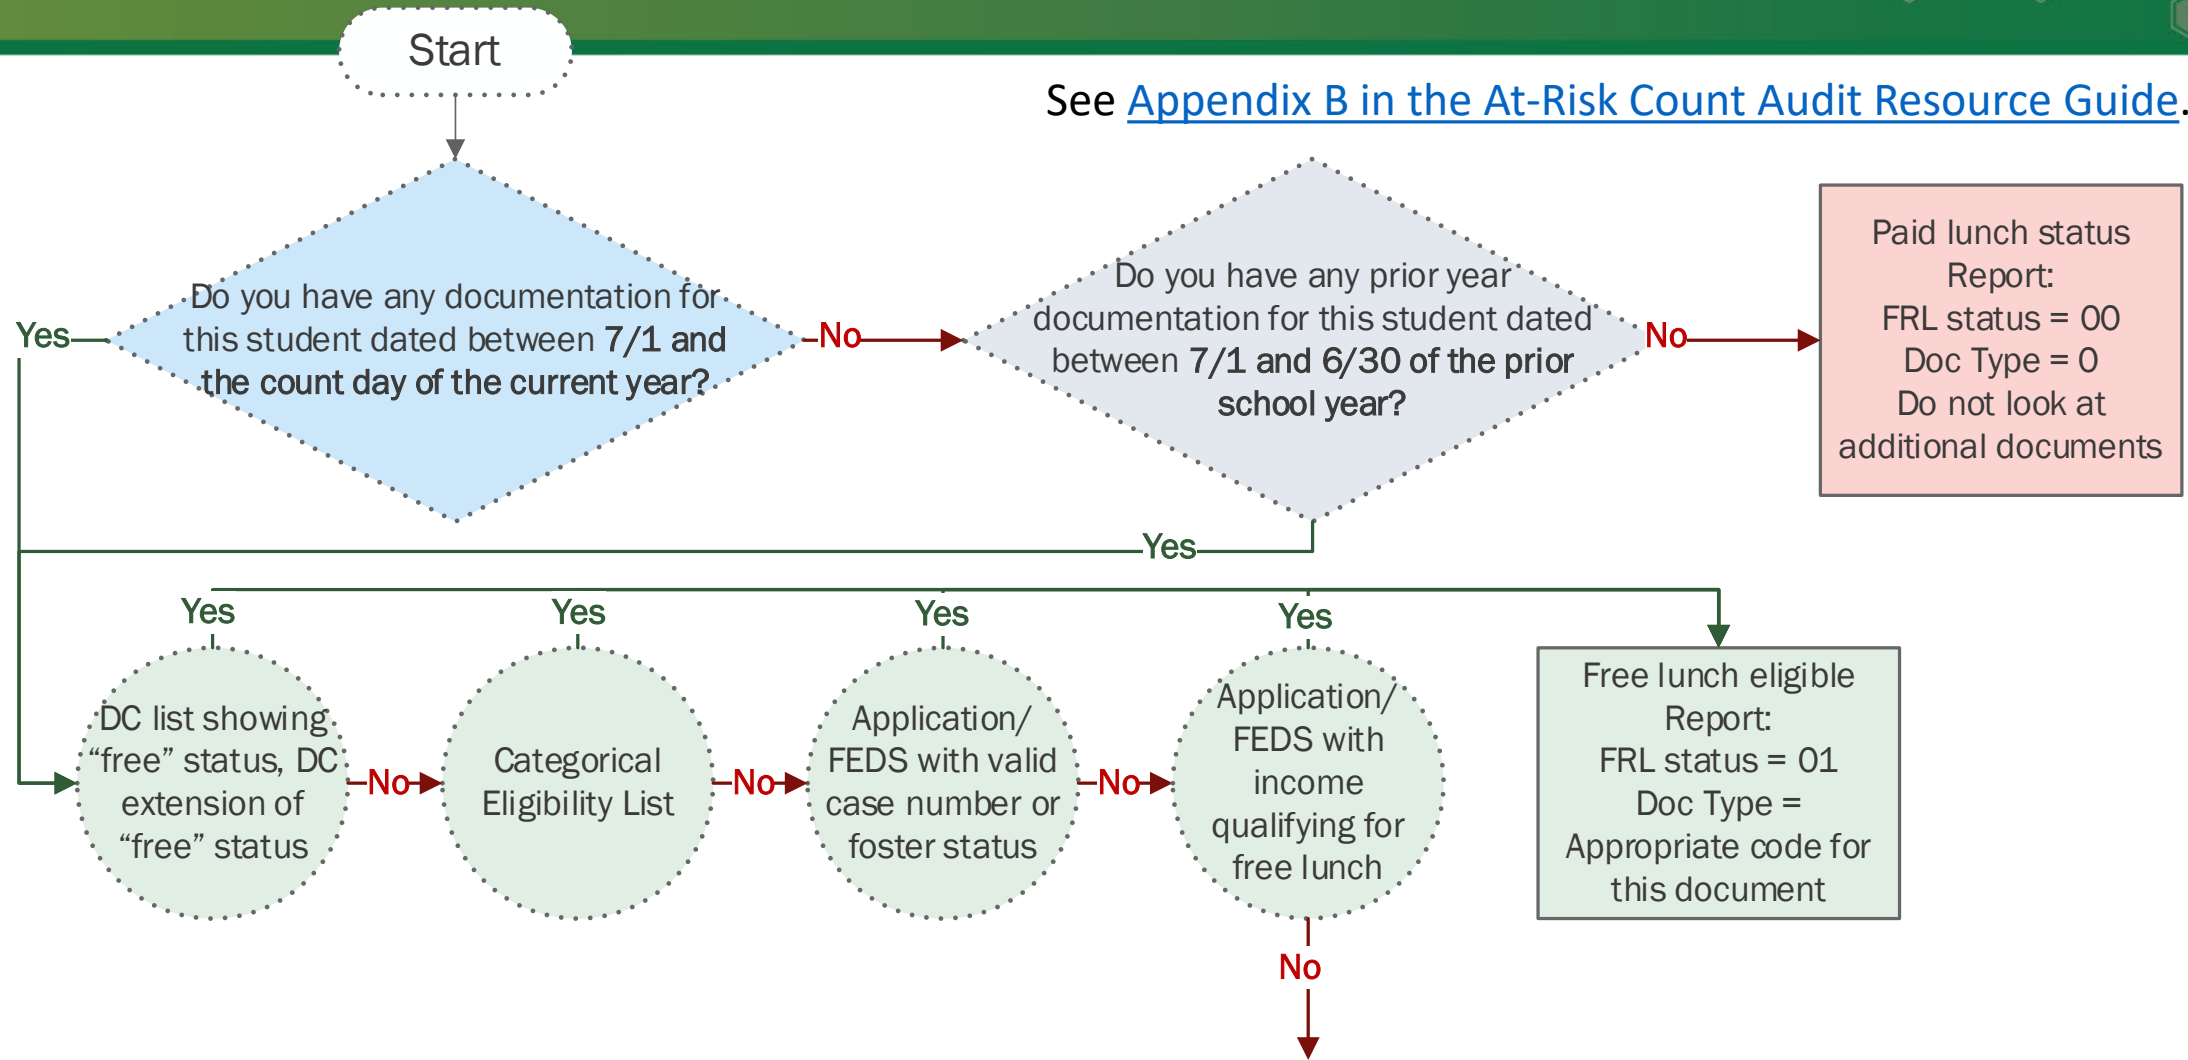 Start
See Appendix B in the At-Risk Count Audit Resource Guide.
Do you have any documentation for
this student dated between 7/1 and
the count day of the current year?
Yes
No
Do you have any prior year
documentation for this student dated
between 7/1 and 6/30 of the prior
school year?
No
Paid lunch status
Report:
FRL status = 00
Doc Type = 0
Do not look at
additional documents
Yes
Yes
Yes
Yes
Yes
DC list showing
“free” status, DC
extension of
“free” status
No
Categorical
Eligibility List
No
Application/
FEDS with valid
case number or
foster status
No
Application/
FEDS with
income
qualifying for
free lunch
Free lunch eligible
Report:
FRL status = 01
Doc Type =
Appropriate code for
this document
No